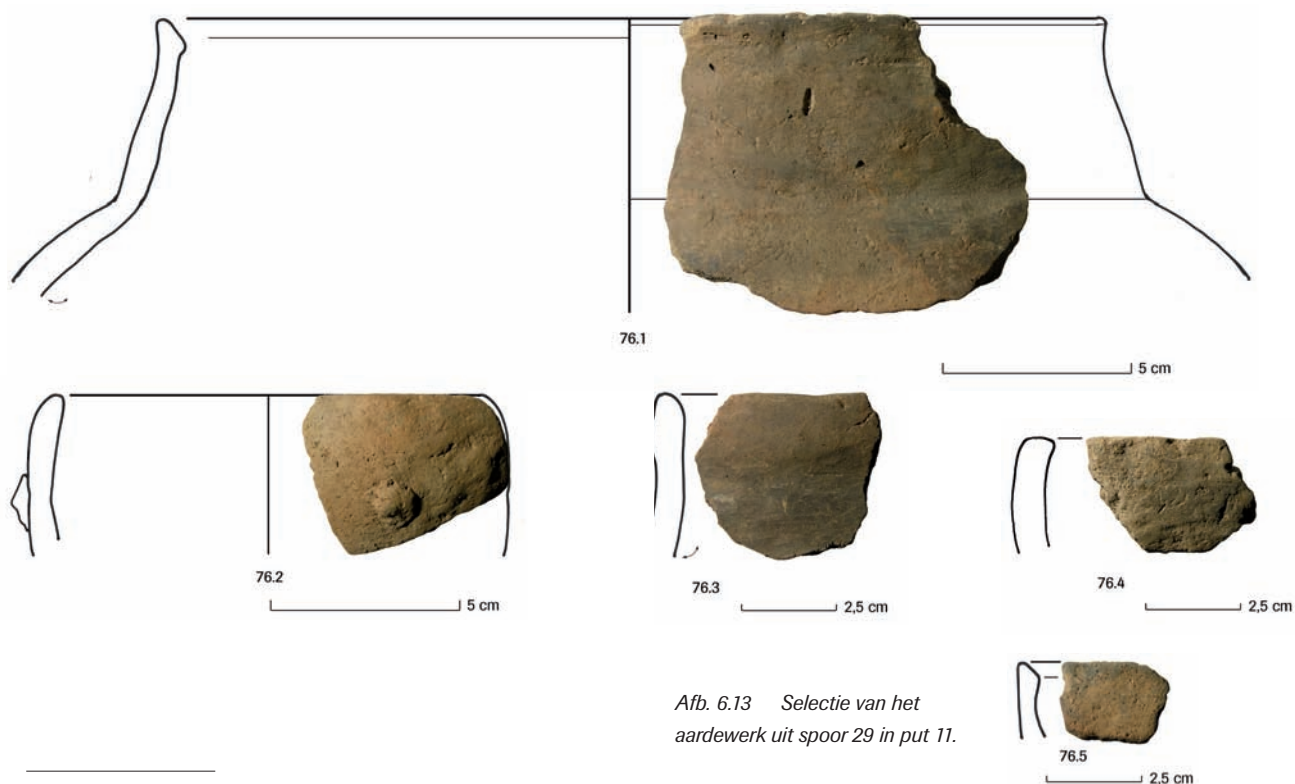 76.1
5 cm
76.2
5 cm
76.3
2,5 cm
76.4
2,5 cm
Afb. 6.13 Selectie van het
aardewerk uit spoor 29 in put 11.
76.5
2,5 cm